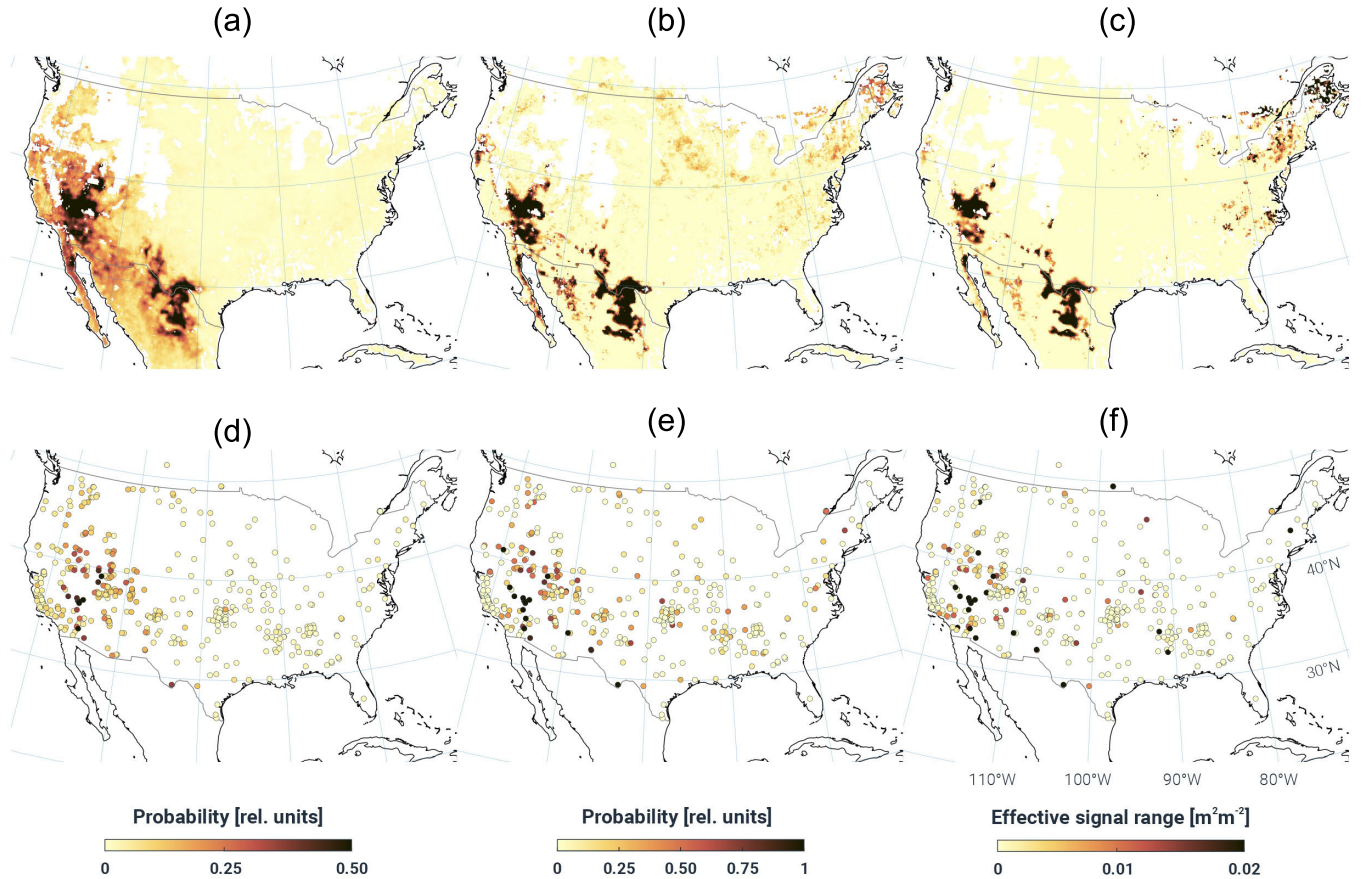 (a) (b) (c)
(d) (e) (f)
40°N
30°N
110°W 100°W 90°W 80°W
Probability [rel. units] Probability [rel. units] Effective signal range [m²m⁻²]
0 0.25 0.50 0 0.25 0.50 0.75 1 0 0.01 0.02